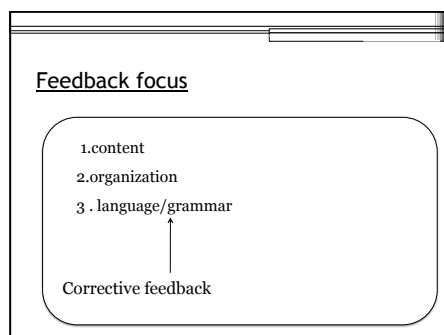 Feedback focus
1.content
2.organization
3 . language/grammar
Corrective feedback